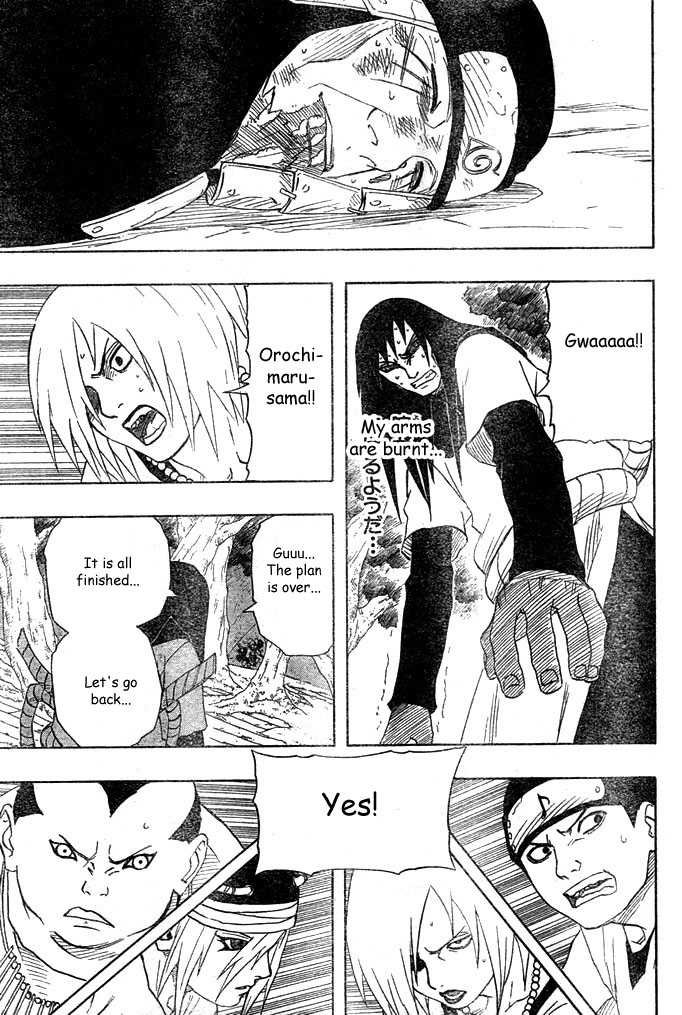 Gwaaaaa!!
My arms
are burnt...
るようだ…
Orochi-
maru-
sama!!
Guuu...
The plan
is over...
It is all
finished...
Let's go
back...
Yes!